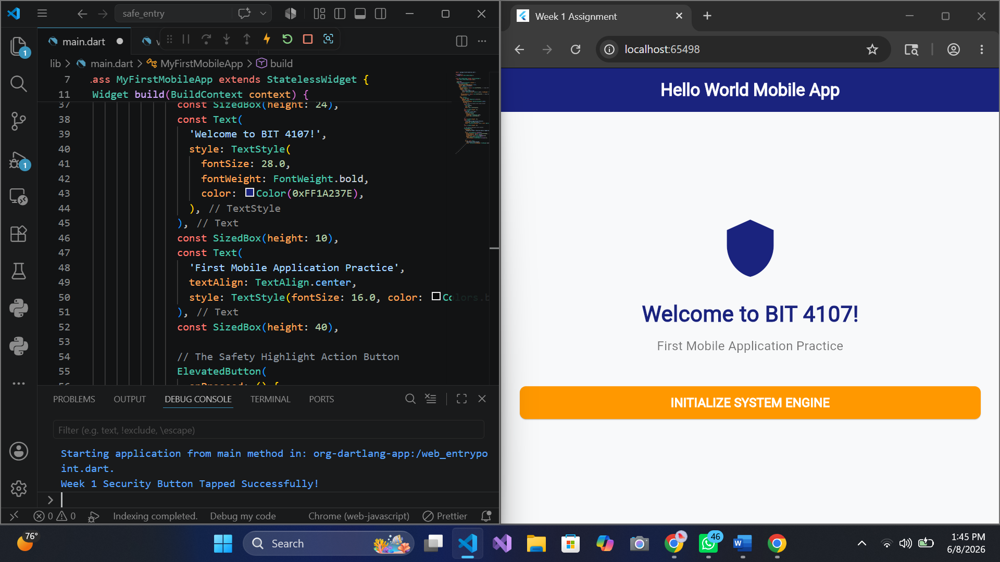 safe_entry
main.dart
lib > main.dart > MyFirstMobileApp > build
7 ass MyFirstMobileApp extends StatelessWidget {
11 Widget build(BuildContext context) {
37 const SizedBox(height: 24),
38 const Text(
39 'Welcome to BIT 4107!',
40 style: TextStyle(
41 fontSize: 28.0,
42 fontWeight: FontWeight.bold,
43 color: Color(0xFF1A237E),
44 ), // TextStyle
45 ), // Text
46 const SizedBox(height: 10),
47 const Text(
48 'First Mobile Application Practice',
49 textAlign: TextAlign.center,
50 style: TextStyle(fontSize: 16.0, color: Colors.b
51 ), // Text
52 const SizedBox(height: 40),
53
54 // The Safety Highlight Action Button
55 ElevatedButton(
56 onPressed: () {
PROBLEMS OUTPUT DEBUG CONSOLE TERMINAL PORTS
Filter (e.g. text, !exclude, \escape)
Starting application from main method in: org-dartlang-app:/web_entrypo
int.dart.
Week 1 Security Button Tapped Successfully!
>
0 0 Indexing completed. Debug my code Chrome (web-javascript) Prettier
1
1
Week 1 Assignment
localhost:65498
Hello World Mobile App
Welcome to BIT 4107!
First Mobile Application Practice
INITIALIZE SYSTEM ENGINE
76°
Search
46
1:45 PM
6/8/2026